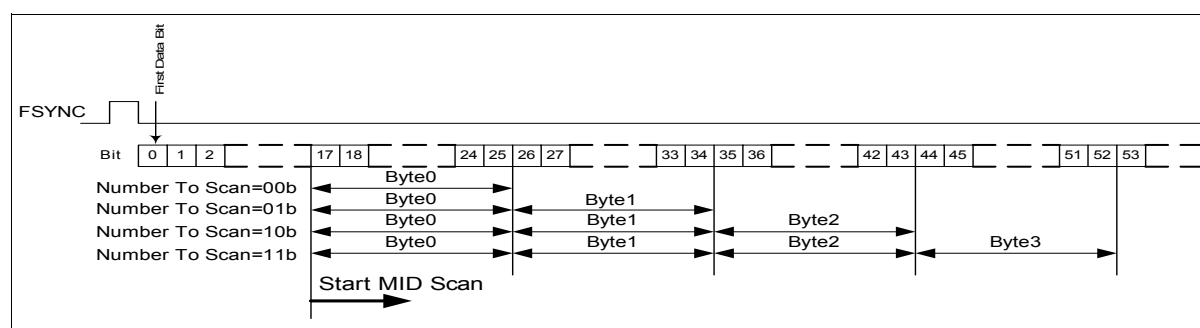 First Data Bit
FSYNC
Bit 0 1 2 17 18 24 25 26 27 33 34 35 36 42 43 44 45 51 52 53
Number To Scan=00b Byte0
Number To Scan=01b Byte0 Byte1
Number To Scan=10b Byte0 Byte1 Byte2
Number To Scan=11b Byte0 Byte1 Byte2 Byte3
Start MID Scan